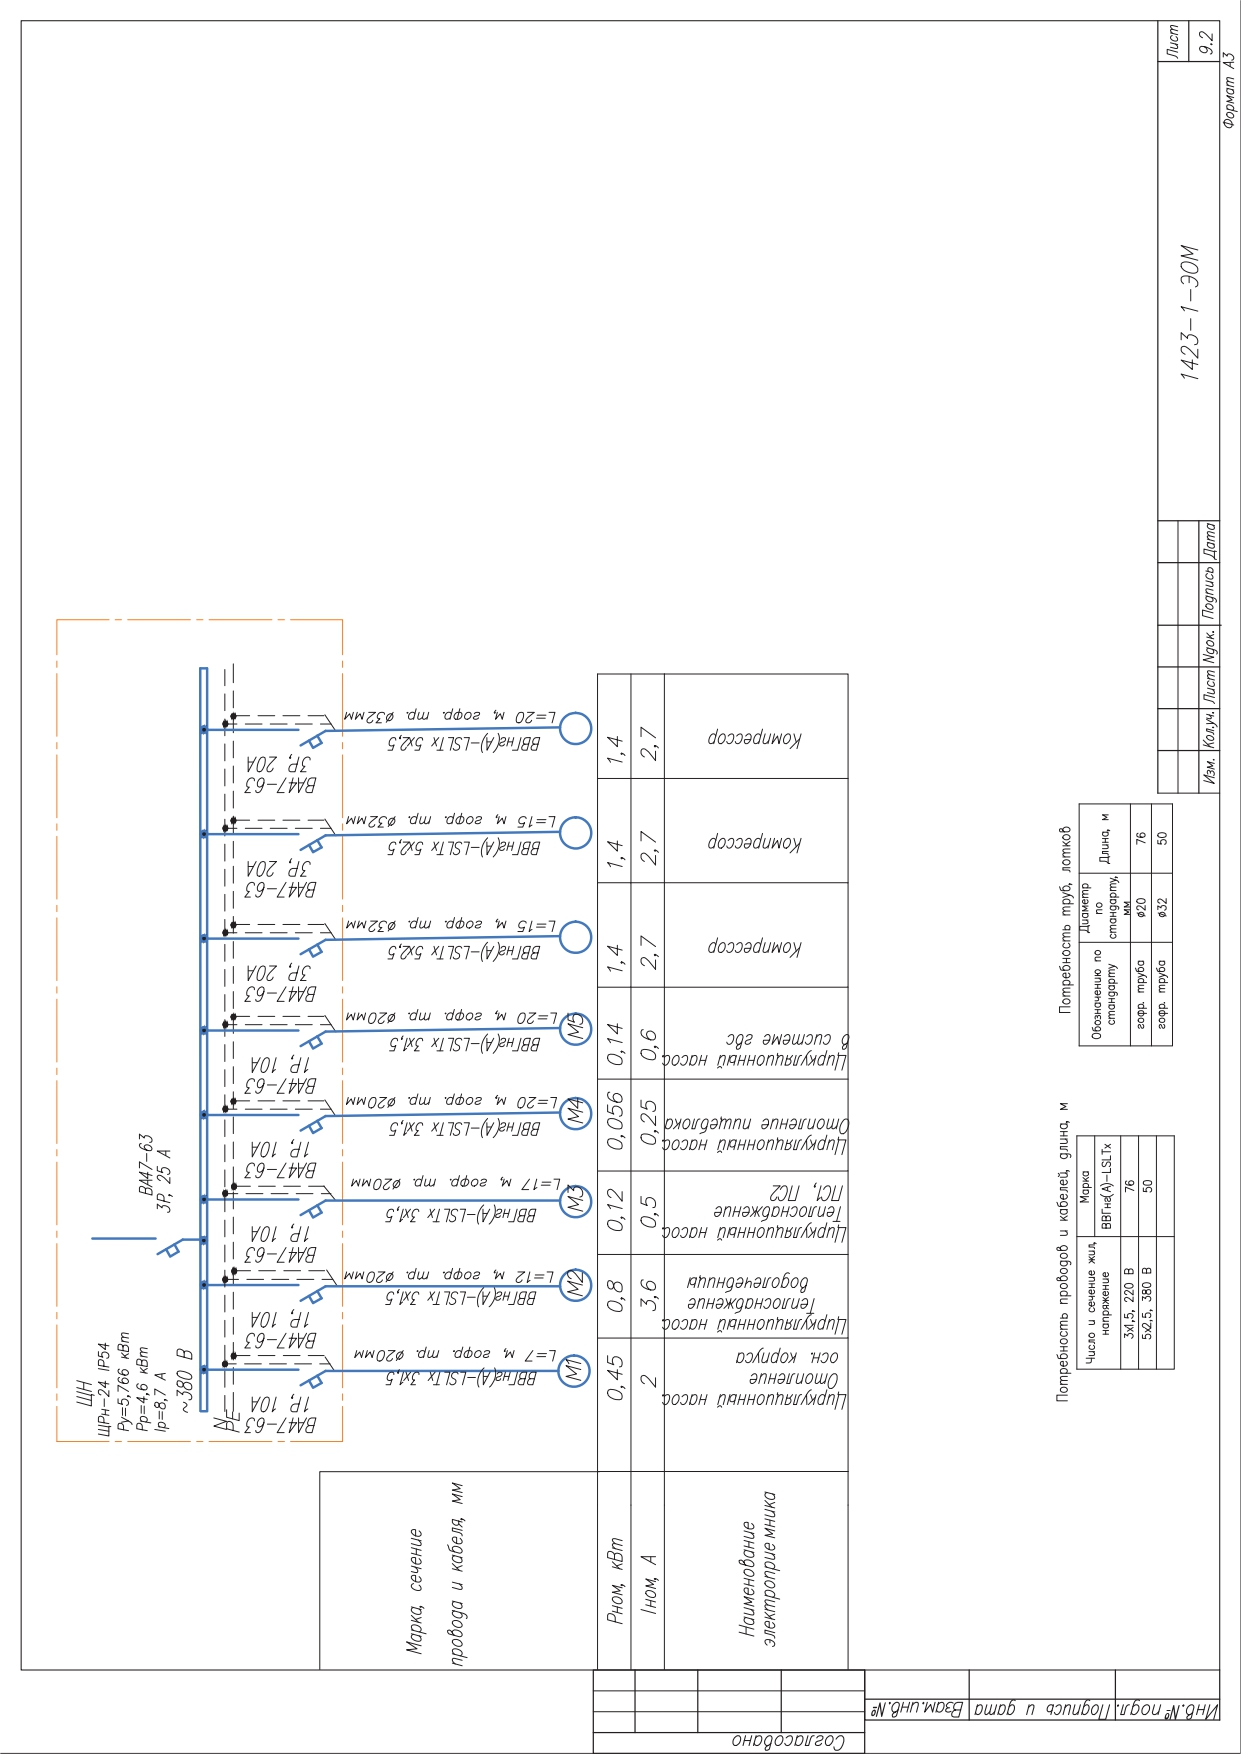 ЩН
ЩРн-24 IP54
Ру=5,766 кВт
Рр=4,6 кВт
Iр=8,7 А
~380 В
ВА47-63
3Р, 25 А
N
PE
ВА47-63
1Р, 10А
ВА47-63
1Р, 10А
ВА47-63
1Р, 10А
ВА47-63
1Р, 10А
ВА47-63
1Р, 10А
ВА47-63
3Р, 20А
ВА47-63
3Р, 20А
ВА47-63
3Р, 20А
Марка, сечение
провода и кабеля, мм
ВВГнг(А)-LSLTx 3х1,5
L=7 м, гофр. тр. ø20мм
ВВГнг(А)-LSLTx 3х1,5
L=12 м, гофр. тр. ø20мм
ВВГнг(А)-LSLTx 3х1,5
L=17 м, гофр. тр. ø20мм
ВВГнг(А)-LSLTx 3х1,5
L=20 м, гофр. тр. ø20мм
ВВГнг(А)-LSLTx 3х1,5
L=20 м, гофр. тр. ø20мм
ВВГнг(А)-LSLTx 5х2,5
L=15 м, гофр. тр. ø32мм
ВВГнг(А)-LSLTx 5х2,5
L=15 м, гофр. тр. ø32мм
ВВГнг(А)-LSLTx 5х2,5
L=20 м, гофр. тр. ø32мм
М1 М2 М3 М4 М5
Рном, кВт 0,45 0,8 0,12 0,056 0,14 1,4 1,4 1,4
Iном, А 2 3,6 0,5 0,25 0,6 2,7 2,7 2,7
Наименование
электроприе мника
Циркуляционный насос
Отопление
осн. корпуса
Циркуляционный насос
Теплоснабжение
водолечебницы
Циркуляционный насос
Теплоснабжение
ПС1, ПС2
Циркуляционный насос
Отопление пищеблока
Циркуляционный насос
в системе гвс
Компрессор
Компрессор
Компрессор
Потребность проводов и кабелей, длина, м
Число и сечение жил,
напряжение
Марка
ВВГнг(А)-LSLTx
3х1,5, 220 В 76
5х2,5, 380 В 50
Потребность труб, лотков
Обозначению по
стандарту
Диаметр
по
стандарту,
мм
Длина, м
гофр. труба ø20 76
гофр. труба ø32 50
Изм. Кол.уч. Лист Nдок. Подпись Дата
1423-1-ЭОМ
Лист
9.2
Формат А3
Согласовано
Взам.инв.№
Подпись и дата
Инв.№ подл.